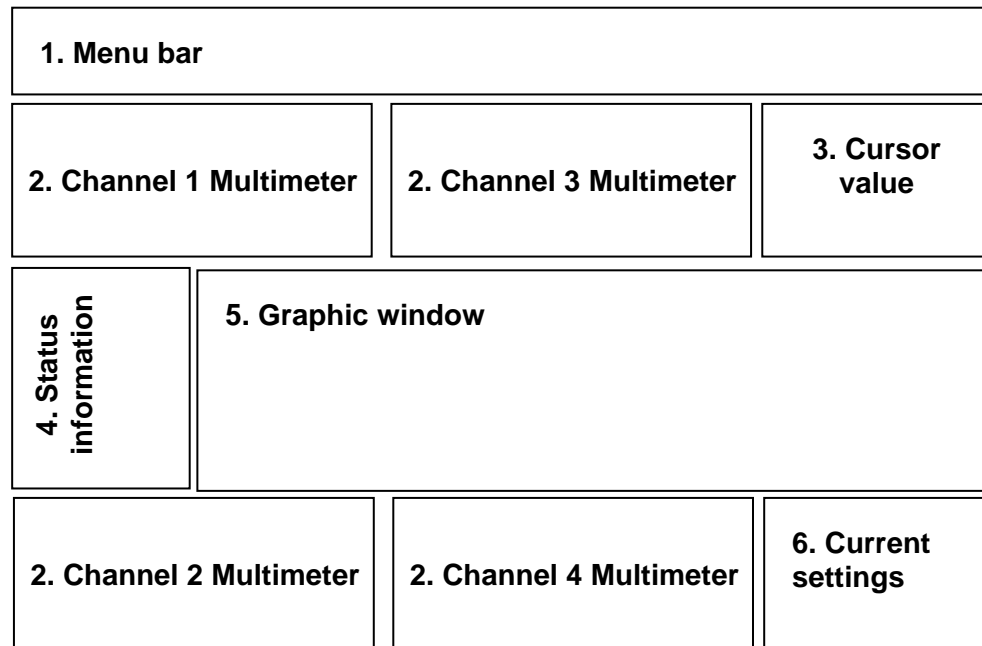 1. Menu bar
2. Channel 1 Multimeter
2. Channel 3 Multimeter
3. Cursor
value
4. Status
information
5. Graphic window
2. Channel 2 Multimeter
2. Channel 4 Multimeter
6. Current
settings